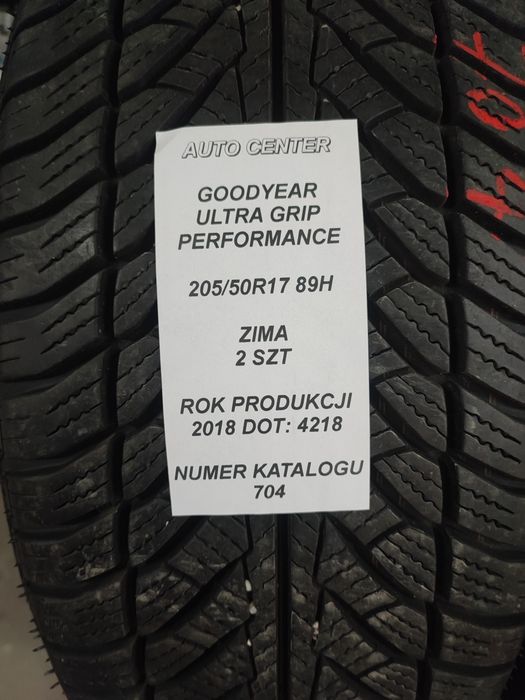 AUTO CENTER
GOODYEAR
ULTRA GRIP
PERFORMANCE
205/50R17 89H
ZIMA
2 SZT
ROK PRODUKCJI
2018 DOT: 4218
NUMER KATALOGU
704